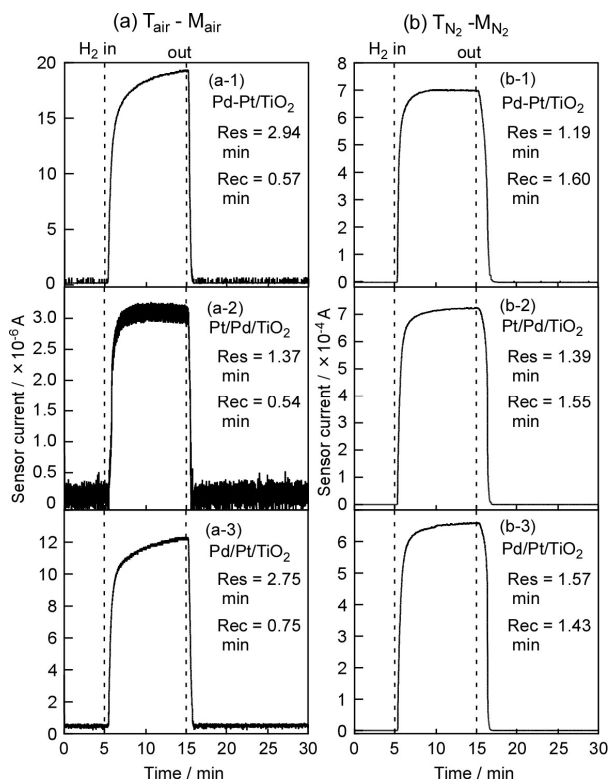 (a) Tair - Mair
H2 in
out
20
15
10
5
0
(a-1)
Pd-Pt/TiO2
Res = 2.94
min
Rec = 0.57
min
3.0
2.5
2.0
1.5
1.0
0.5
0
(a-2)
Pt/Pd/TiO2
Res = 1.37
min
Rec = 0.54
min
Sensor current / ×10-6 A
12
10
8
6
4
2
0
(a-3)
Pd/Pt/TiO2
Res = 2.75
min
Rec = 0.75
min
0 5 10 15 20 25 30
Time / min
(b) TN2 -MN2
H2 in
out
8
7
6
5
4
3
2
1
0
(b-1)
Pd-Pt/TiO2
Res = 1.19
min
Rec = 1.60
min
7
6
5
4
3
2
1
0
(b-2)
Pt/Pd/TiO2
Res = 1.39
min
Rec = 1.55
min
Sensor current / ×10-4 A
6
5
4
3
2
1
0
(b-3)
Pd/Pt/TiO2
Res = 1.57
min
Rec = 1.43
min
0 5 10 15 20 25 30
Time / min